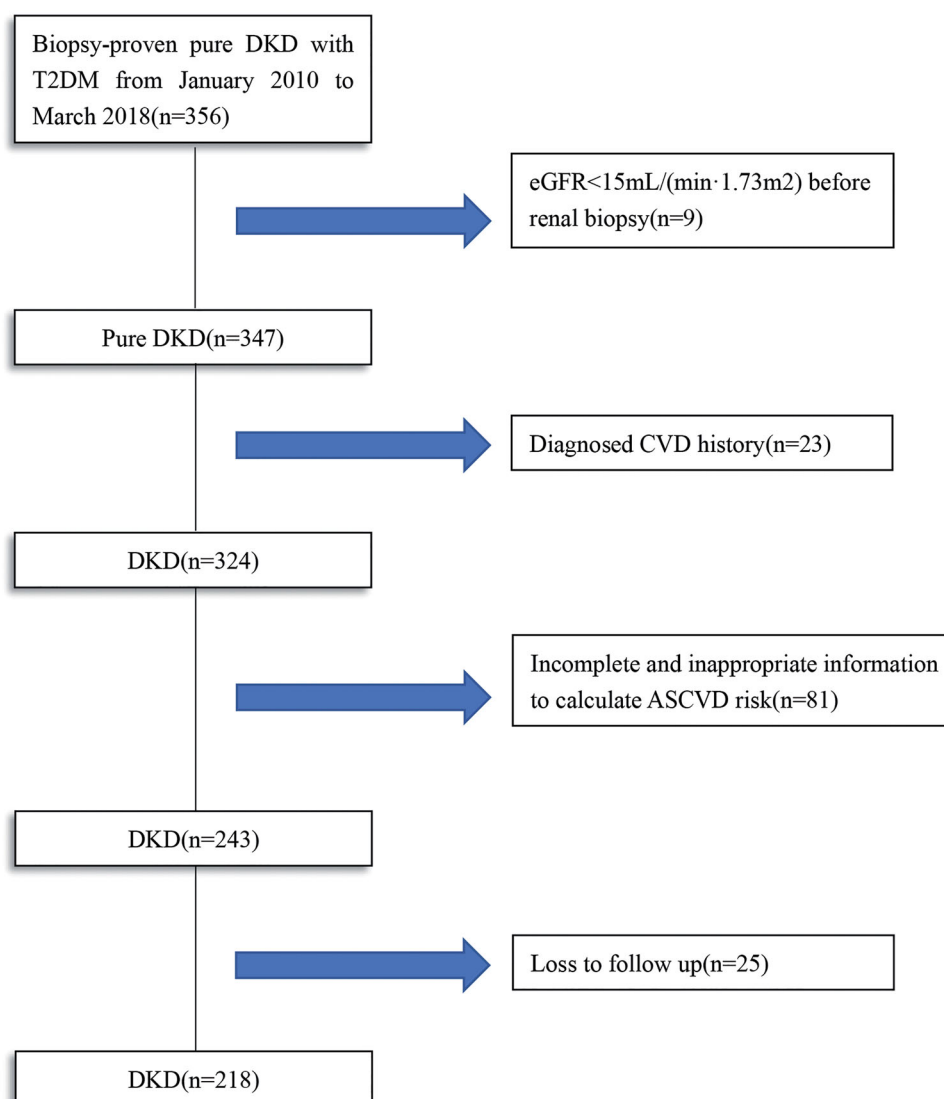 Biopsy-proven pure DKD with
T2DM from January 2010 to
March 2018(n=356)
eGFR<15mL/(min·1.73m2) before
renal biopsy(n=9)
Pure DKD(n=347)
Diagnosed CVD history(n=23)
DKD(n=324)
Incomplete and inappropriate information
to calculate ASCVD risk(n=81)
DKD(n=243)
Loss to follow up(n=25)
DKD(n=218)